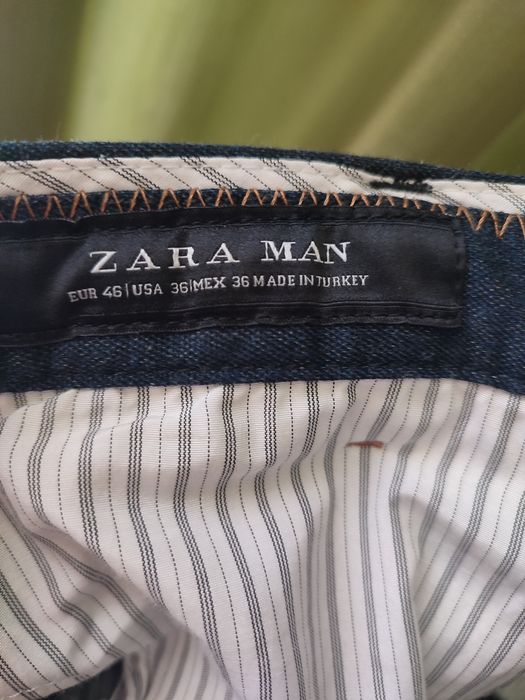 ZARA MAN
EUR 46|USA 36|MEX 36 MADE IN TURKEY